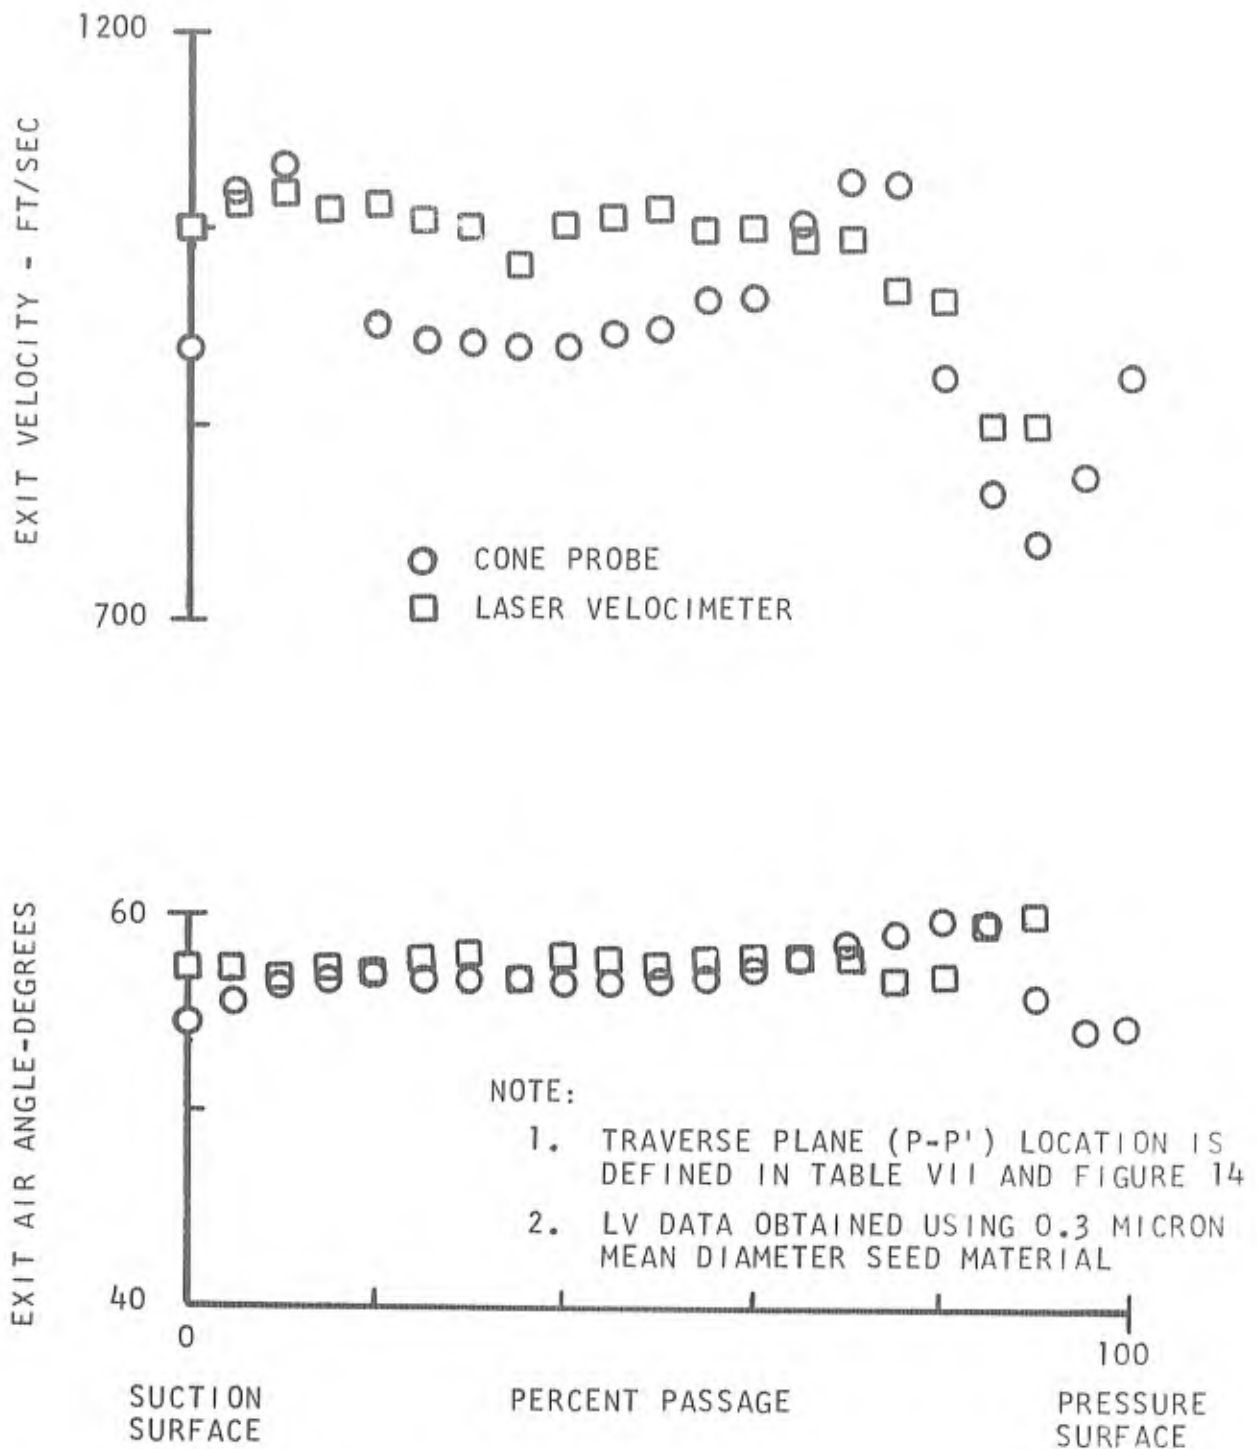 1200
EXIT VELOCITY - FT/SEC
CONE PROBE
LASER VELOCIMETER
700
60
EXIT AIR ANGLE-DEGREES
NOTE:
1. TRAVERSE PLANE (P-P') LOCATION IS
DEFINED IN TABLE VII AND FIGURE 14
2. LV DATA OBTAINED USING 0.3 MICRON
MEAN DIAMETER SEED MATERIAL
40
0
100
SUCTION
SURFACE
PERCENT PASSAGE
PRESSURE
SURFACE